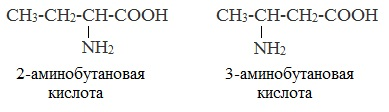 CH₃-CH₂-CH-COOH
NH₂
2-аминобутановая
кислота
CH₃-CH-CH₂-COOH
NH₂
3-аминобутановая
кислота